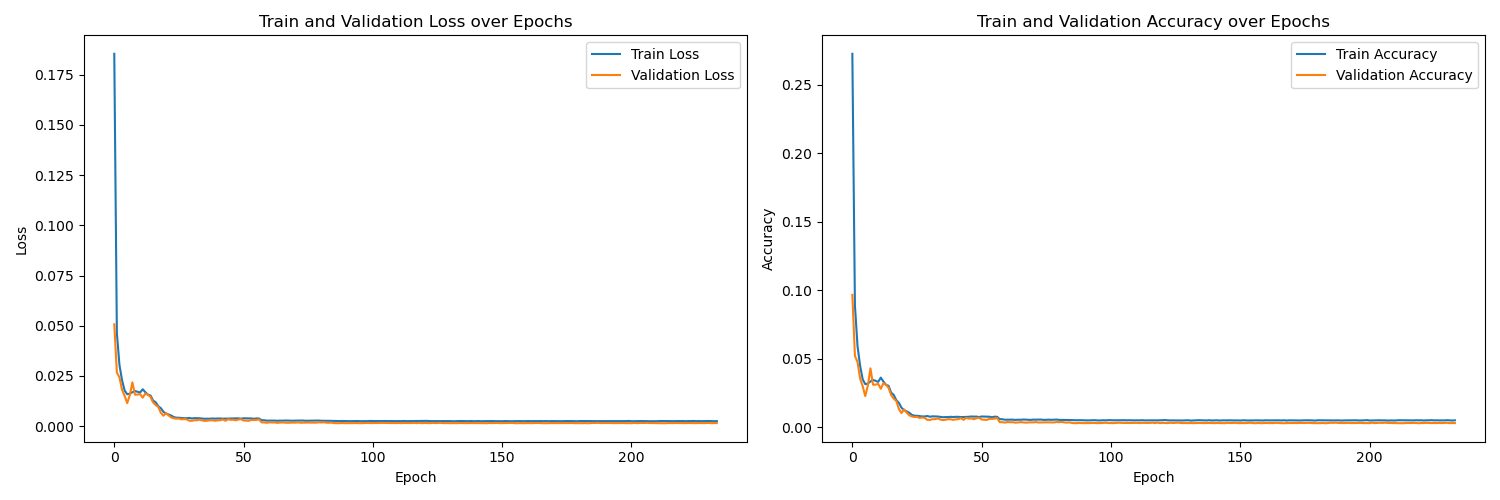 Train and Validation Loss over Epochs
Train Loss
Validation Loss
0.175
0.150
0.125
0.100
0.075
0.050
0.025
0.000
Loss
0 50 100 150 200
Epoch
Train and Validation Accuracy over Epochs
Train Accuracy
Validation Accuracy
0.25
0.20
0.15
0.10
0.05
0.00
Accuracy
0 50 100 150 200
Epoch